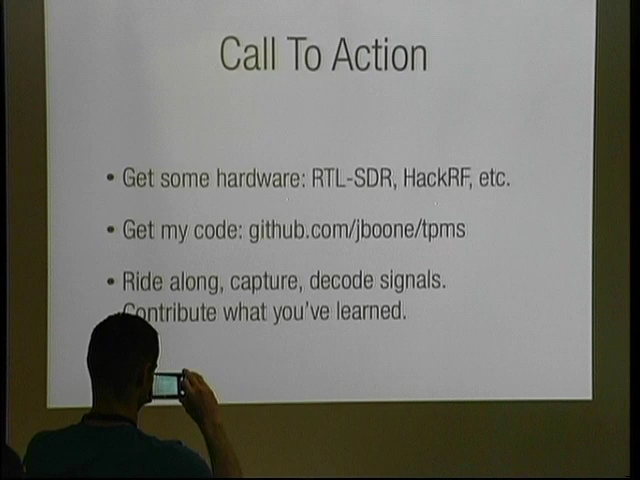 Call To Action
• Get some hardware: RTL-SDR, HackRF, etc.
• Get my code: github.com/jboone/tpms
• Ride along, capture, decode signals.
Contribute what you've learned.